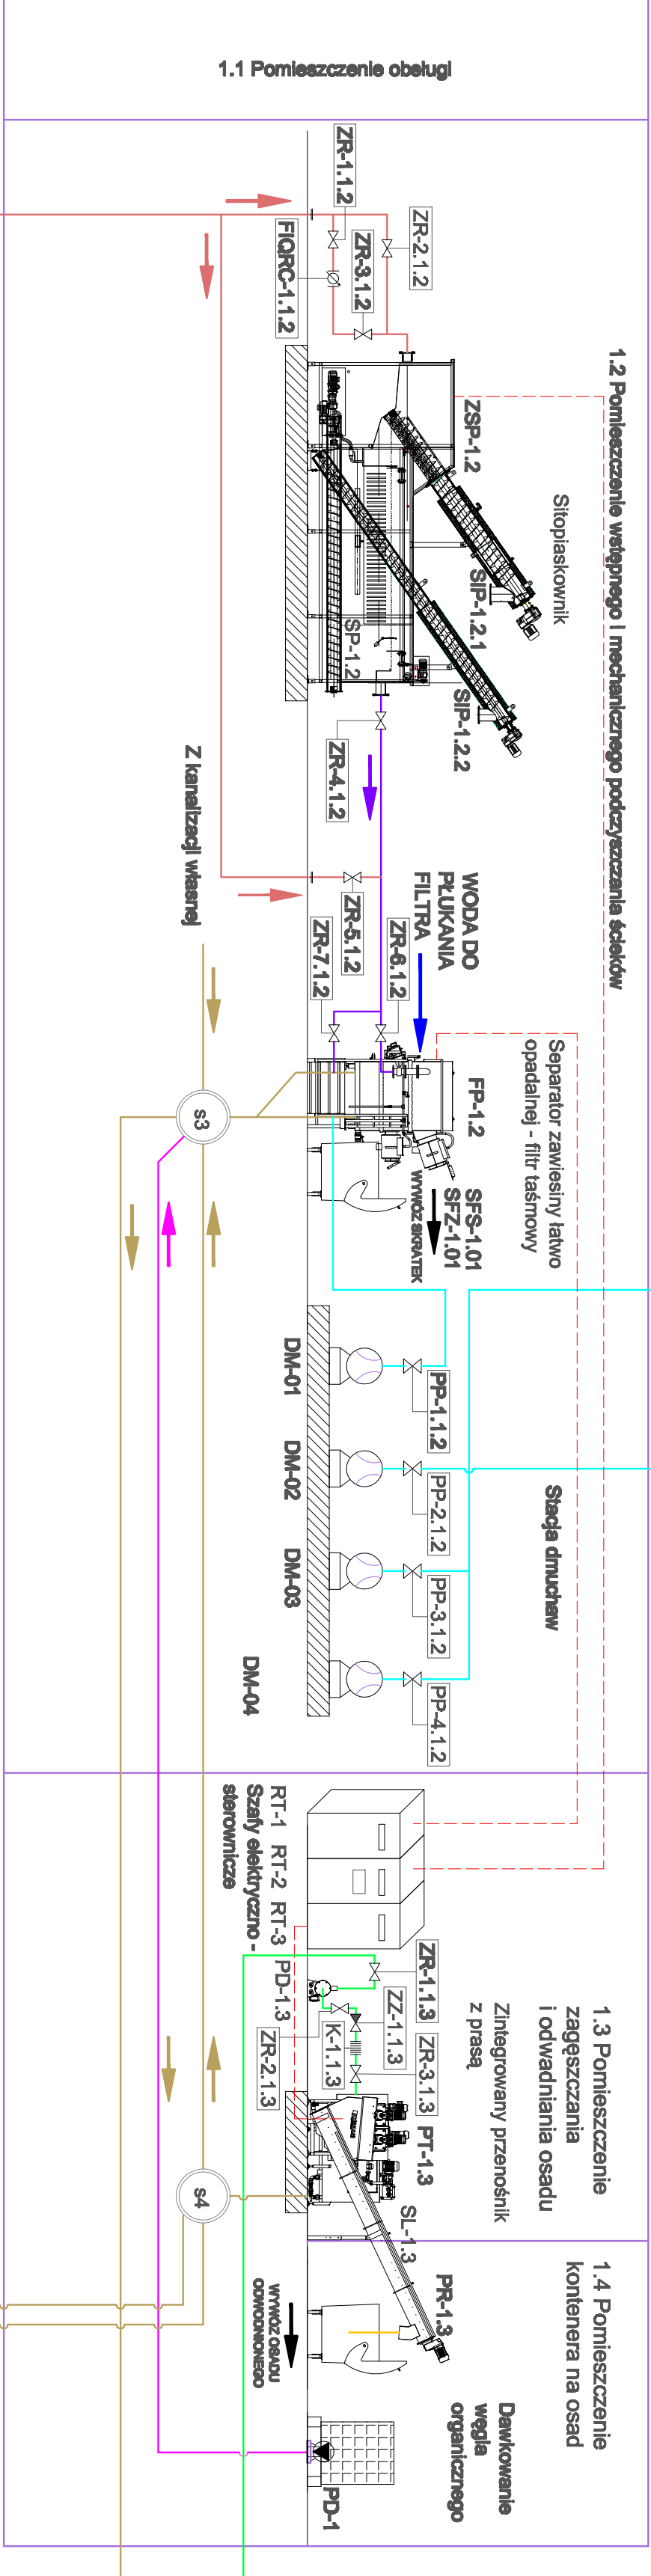 1.1 Pomieszczenie obsługi
1.2 Pomieszczenie wstępnego i mechanicznego podczyszczania ścieków
ZR-1.1.2
ZR-2.1.2
ZR-3.1.2
FIQRC-1.1.2
ZSP-1.2
Sitopiaskownik
SIP-1.2.1
SIP-1.2.2
SP-1.2
ZR-4.1.2
Z kanalizacji własnej
ZR-5.1.2
ZR-6.1.2
ZR-7.1.2
WODA DO
PŁUKANIA
FILTRA
FP-1.2
Separator zawiesiny łatwo
opadalnej - filtr taśmowy
SFS-1.01
SFZ-1.01
WYWÓZ SKRATEK
s3
DM-01
DM-02
DM-03
DM-04
PP-1.1.2
PP-2.1.2
PP-3.1.2
PP-4.1.2
Stacja dmuchaw
RT-1 RT-2 RT-3
Szafy elektryczno -
sterownicze
1.3 Pomieszczenie
zagęszczania
i odwadniania osadu
Zintegrowany przenośnik
z prasą
PD-1.3
ZR-1.1.3
ZZ-1.1.3
ZR-3.1.3
K-1.1.3
ZR-2.1.3
PT-1.3
SL-1.3
PR-1.3
s4
1.4 Pomieszczenie
kontenera na osad
WYWÓZ OSADU
ODWODNIONEGO
Dawkowanie
węgla
organicznego
PD-1